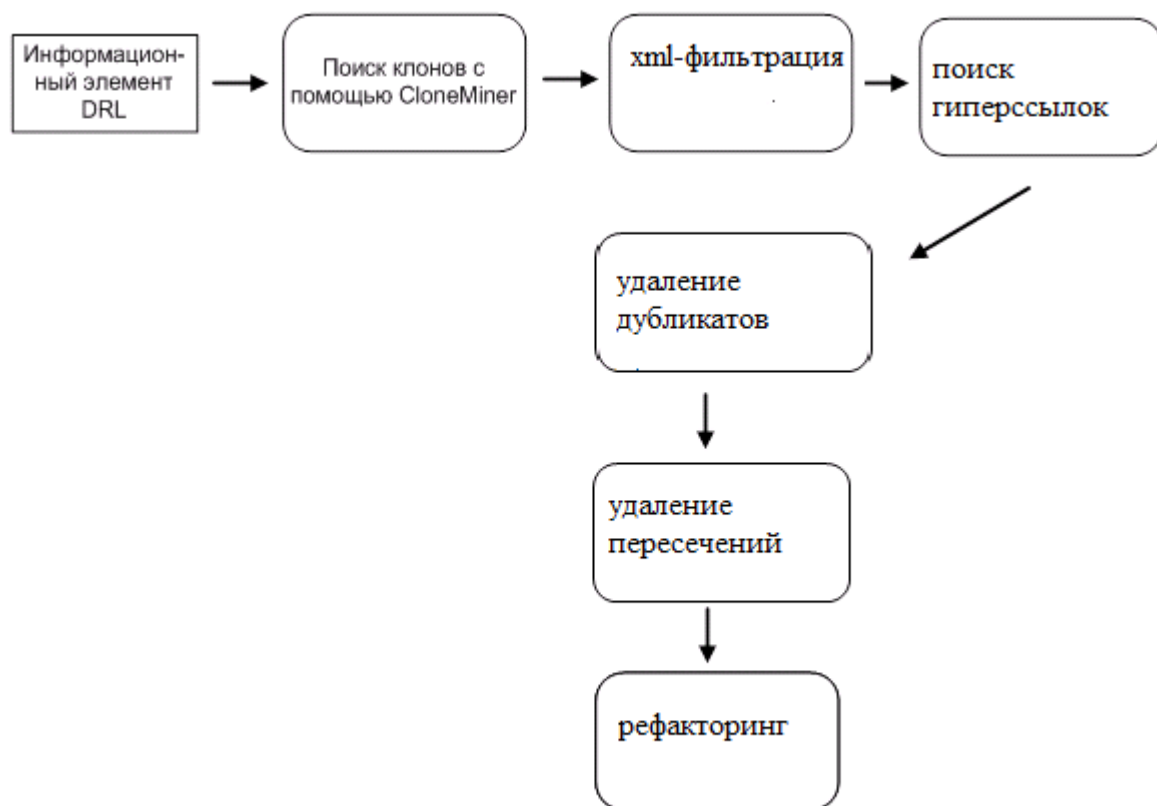 Информацион-
ный элемент
DRL
Поиск клонов с
помощью CloneMiner
xml-фильтрация
поиск
гиперссылок
удаление
дубликатов
удаление
пересечений
рефакторинг